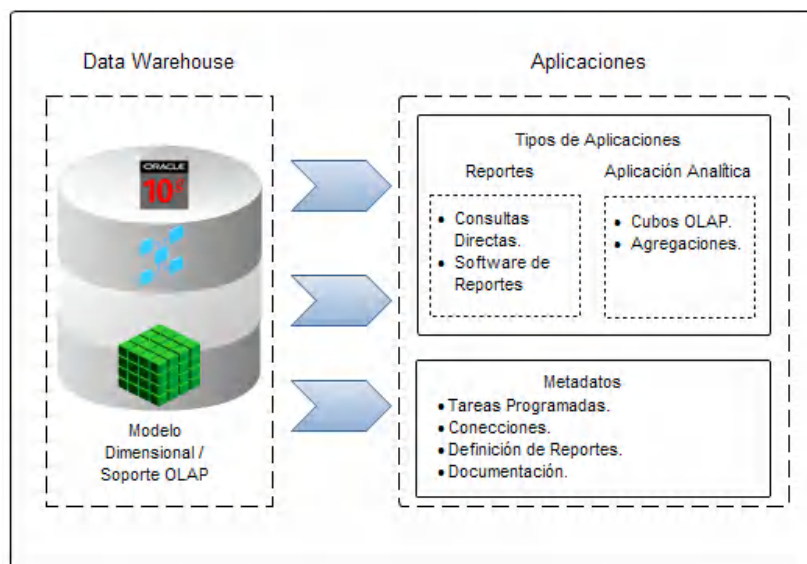 Data Warehouse
ORACLE
10g
Modelo
Dimensional /
Soporte OLAP
Aplicaciones
Tipos de Aplicaciones
Reportes
• Consultas
Directas.
• Software de
Reportes
Aplicación Analítica
• Cubos OLAP.
• Agregaciones.
Metadatos
• Tareas Programadas.
• Conecciones.
• Definición de Reportes.
• Documentación.